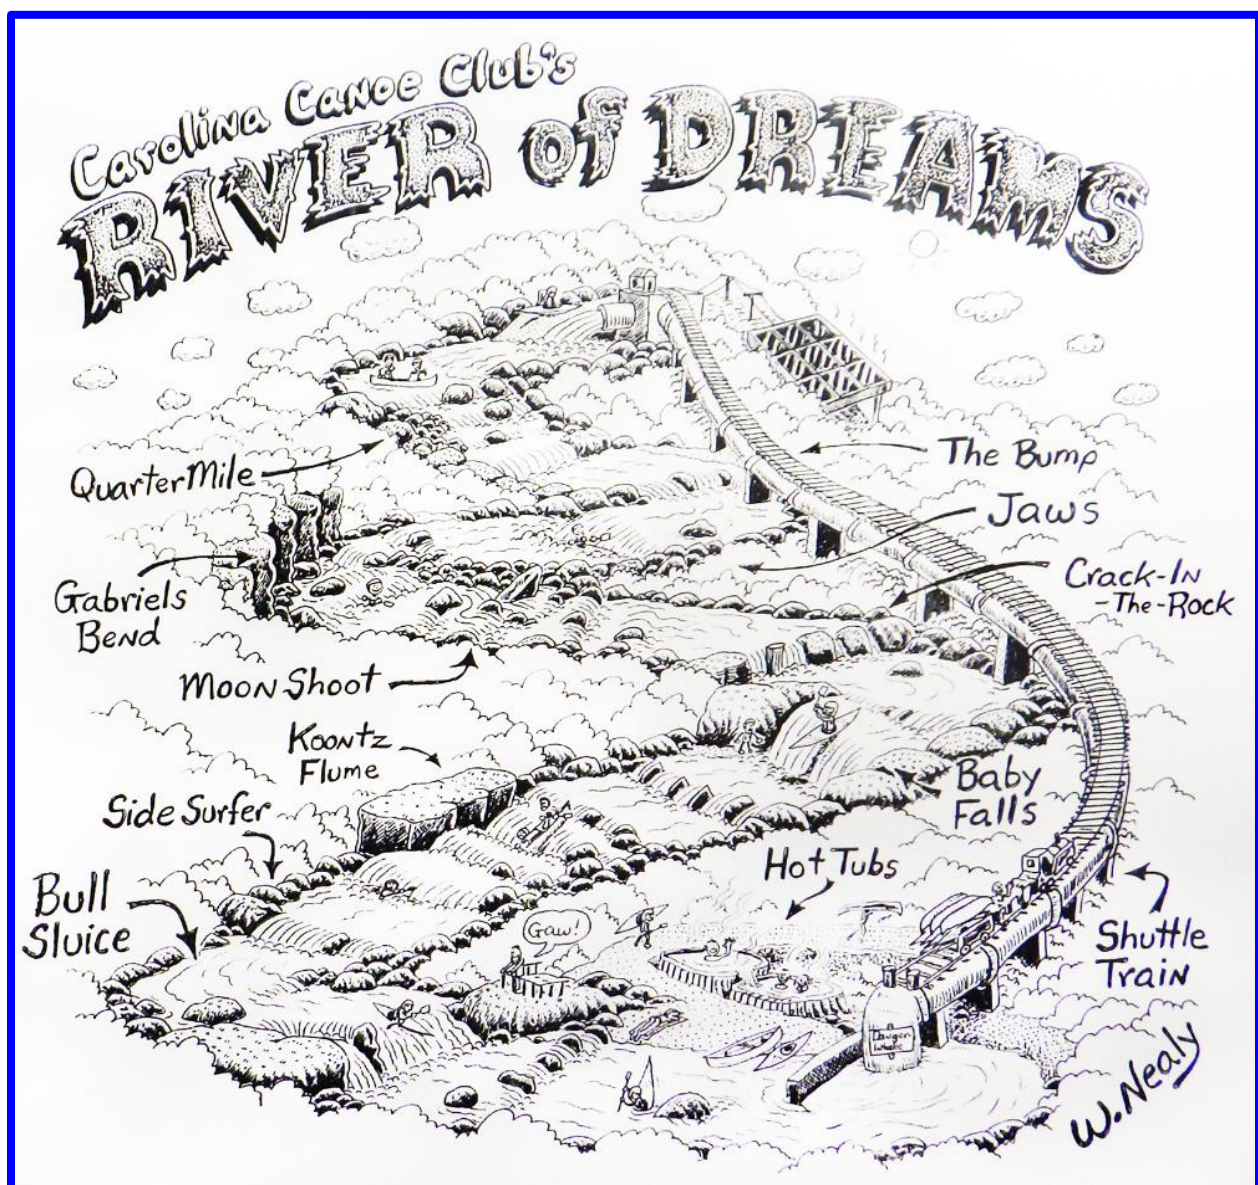 Carolina Canoe Club's
RIVER of DREAMS
The Bump
Quarter Mile
Jaws
Crack-In
-The-Rock
Gabriels
Bend
Moon Shoot
Koontz
Flume
Baby
Falls
Side Surfer
Hot Tubs
Bull
Sluice
Gaw!
Shuttle
Train
Danger
W. Nealy